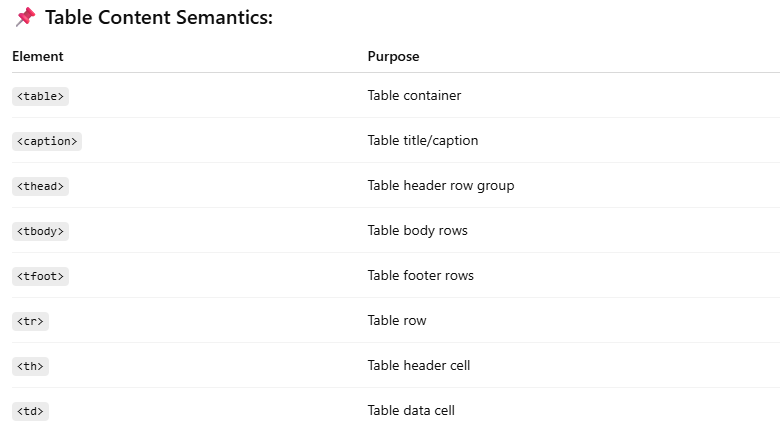 📌 Table Content Semantics:
Element Purpose
<table> Table container
<caption> Table title/caption
<thead> Table header row group
<tbody> Table body rows
<tfoot> Table footer rows
<tr> Table row
<th> Table header cell
<td> Table data cell